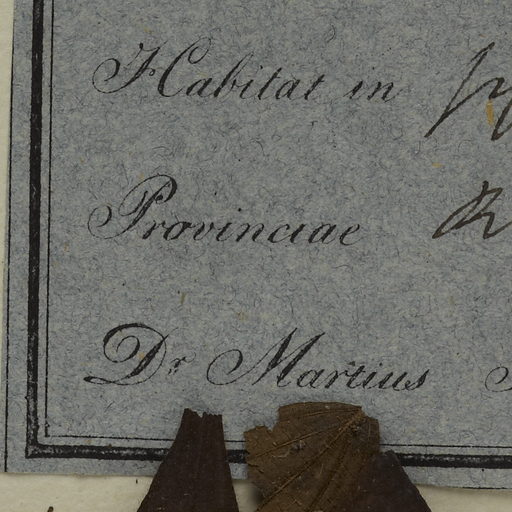 Habitat in
Provinciae
Dr Martius